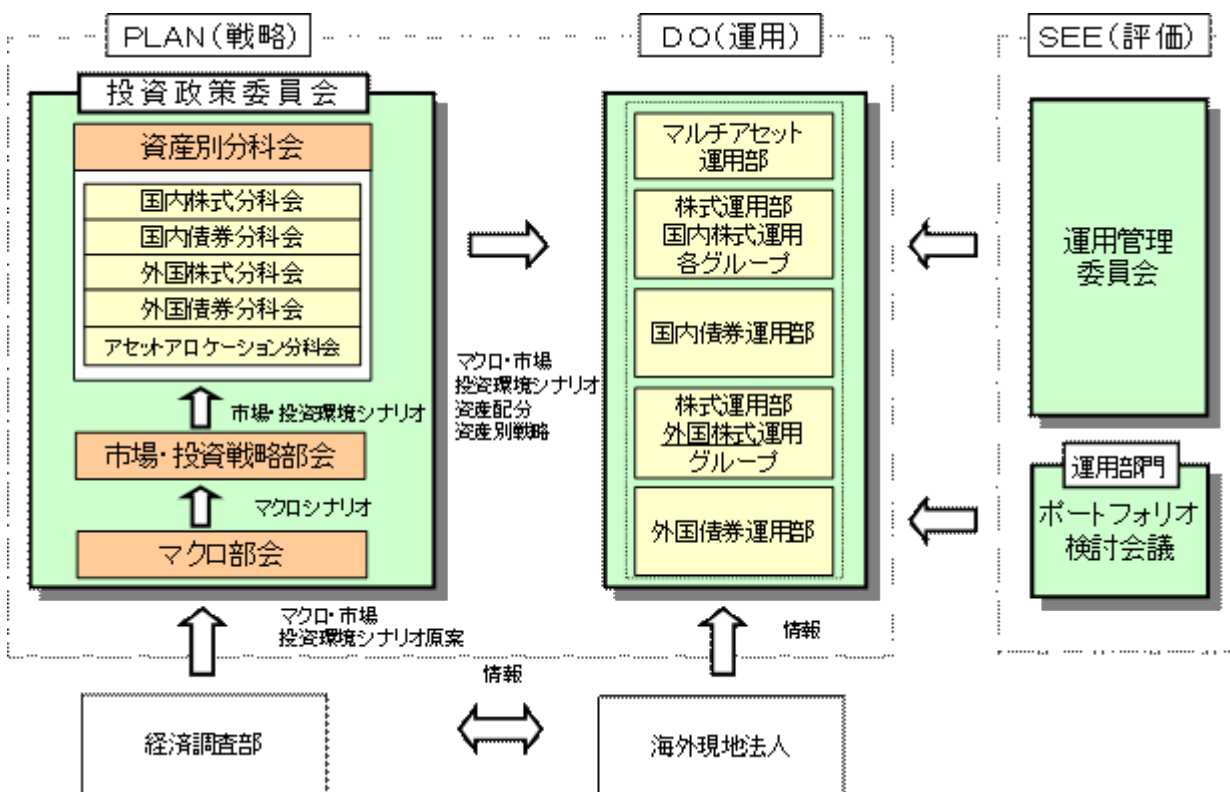 PLAN(戦略)
投資政策委員会
資産別分科会
国内株式分科会
国内債券分科会
外国株式分科会
外国債券分科会
アセットアロケーション分科会
市場・投資環境シナリオ
市場・投資戦略部会
マクロシナリオ
マクロ部会
マクロ・市場
投資環境シナリオ原案
経済調査部
マクロ・市場
投資環境シナリオ
資産配分
資産別戦略
情報
DO(運用)
マルチアセット
運用部
株式運用部
国内株式運用
各グループ
国内債券運用部
株式運用部
外国株式運用
グループ
外国債券運用部
情報
海外現地法人
SEE(評価)
運用管理
委員会
運用部門
ポートフォリオ
検討会議